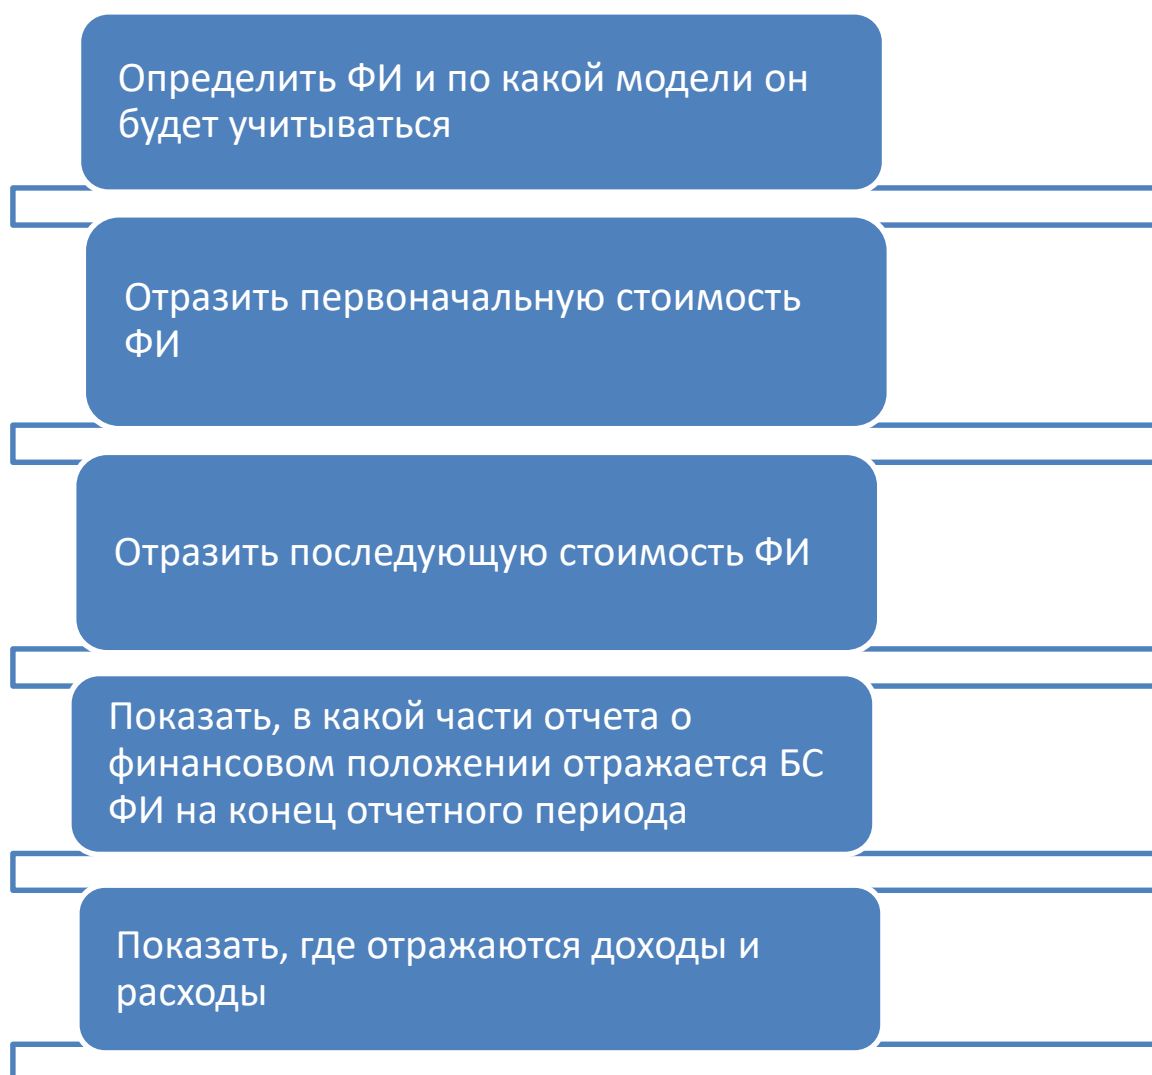 Определить ФИ и по какой модели он
будет учитываться
Отразить первоначальную стоимость
ФИ
Отразить последующую стоимость ФИ
Показать, в какой части отчета о
финансовом положении отражается БС
ФИ на конец отчетного периода
Показать, где отражаются доходы и
расходы